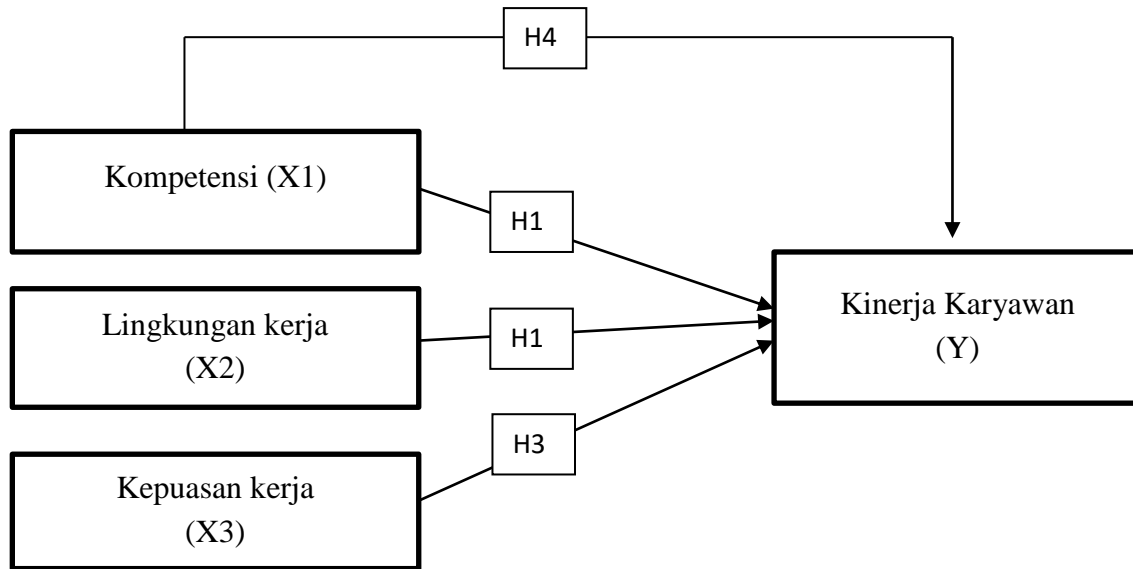 H4
Kompetensi (X1)
H1
Lingkungan kerja
(X2)
H1
Kinerja Karyawan
(Y)
H3
Kepuasan kerja
(X3)